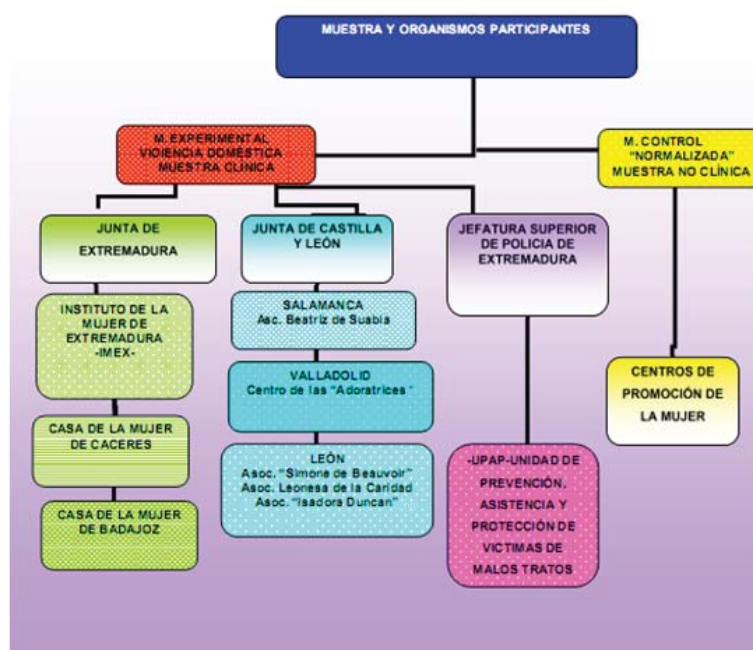 MUESTRA Y ORGANISMOS PARTICIPANTES
M. EXPERIMENTAL
VIOIENCIA DOMÉSTICA
MUESTRA CLÍNICA
M. CONTROL
"NORMALIZADA"
MUESTRA NO CLÍNICA
JUNTA DE
EXTREMADURA
JUNTA DE CASTILLA
Y LEÓN
JEFATURA SUPERIOR
DE POLICIA DE
EXTREMADURA
INSTITUTO DE LA
MUJER DE
EXTREMADURA
-IMEX-
SALAMANCA
Asc. Beatriz de Suabia
VALLADOLID
Centro de las "Adoratrices"
CENTROS DE
PROMOCIÓN DE
LA MUJER
CASA DE LA MUJER
DE CACERES
LEÓN
Asoc. "Simone de Beauvoir"
Asoc. Leonesa de la Caridad
Asoc. "Isadora Duncan"
-UPAP-UNIDAD DE
PREVENCIÓN,
ASISTENCIA Y
PROTECCIÓN DE
VICTIMAS DE
MALOS TRATOS
CASA DE LA MUJER
DE BADAJOZ